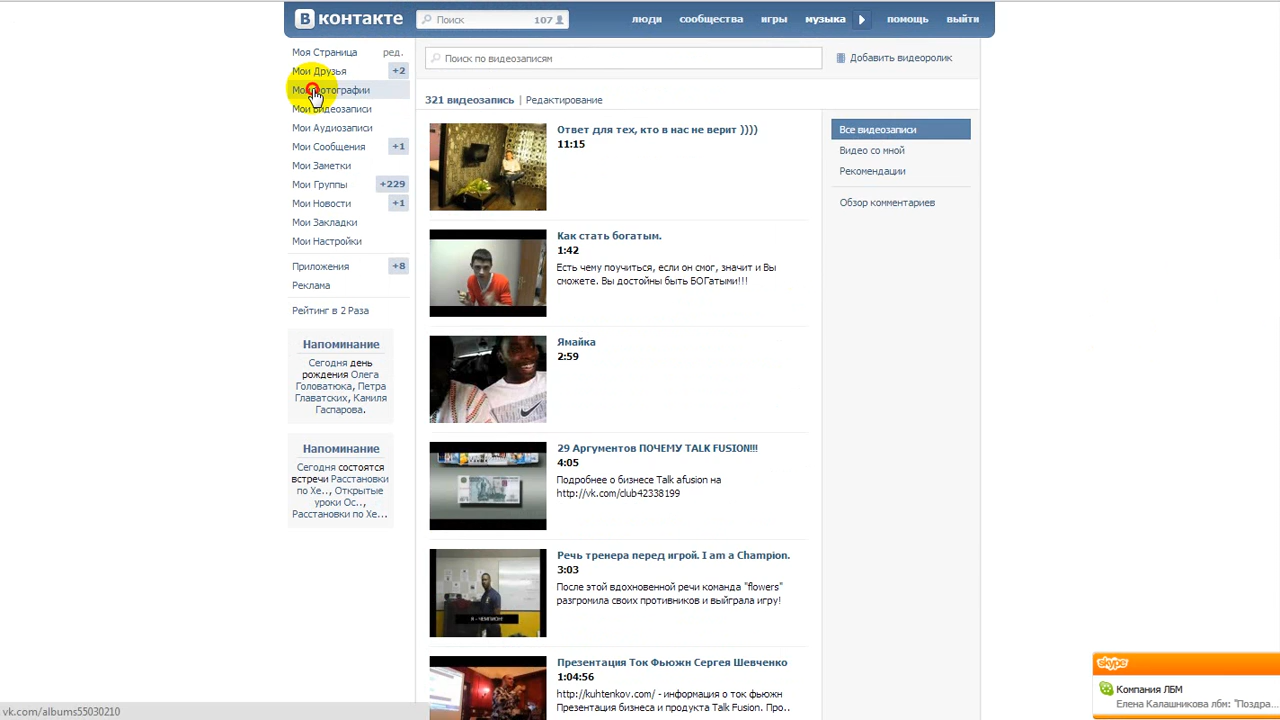 В контакте
Поиск 107
люди сообщества игры музыка помощь выйти
Моя Страница ред.
Мои Друзья +2
Мои Фотографии
Мои Видеозаписи
Мои Аудиозаписи
Мои Сообщения +1
Мои Заметки
Мои Группы +229
Мои Новости +1
Мои Закладки
Мои Настройки
Приложения +8
Реклама
Рейтинг в 2 Раза
Напоминание
Сегодня день
рождения Олега
Головатюка, Петра
Главатских, Камиля
Гаспарова.
Напоминание
Сегодня состоятся
встречи Расстановки
по Хе.., Открытые
уроки Ос..,
Расстановки по Хе...
Поиск по видеозаписям
Добавить видеоролик
321 видеозапись | Редактирование
Ответ для тех, кто в нас не верит ))))
11:15
Как стать богатым.
1:42
Есть чему поучиться, если он смог, значит и Вы
сможете. Вы достойны быть БОГатыми!!!
Ямайка
2:59
29 Аргументов ПОЧЕМУ TALK FUSION!!!
4:05
Подробнее о бизнесе Talk afusion на
http://vk.com/club42338199
Речь тренера перед игрой. I am a Champion.
3:03
После этой вдохновенной речи команда "flowers"
разгромила своих противников и выйграла игру!
Я - ЧЕМПИОН!
Презентация Ток Фьюжн Сергея Шевченко
1:04:56
http://kuhtenkov.com/ - информация о ток фьюжн
Презентация бизнеса и продукта Talk Fusion. Про..
Все видеозаписи
Видео со мной
Рекомендации
Обзор комментариев
skype
Компания ЛБМ
Елена Калашникова лбм: "Поздра...
vk.com/albums55030210